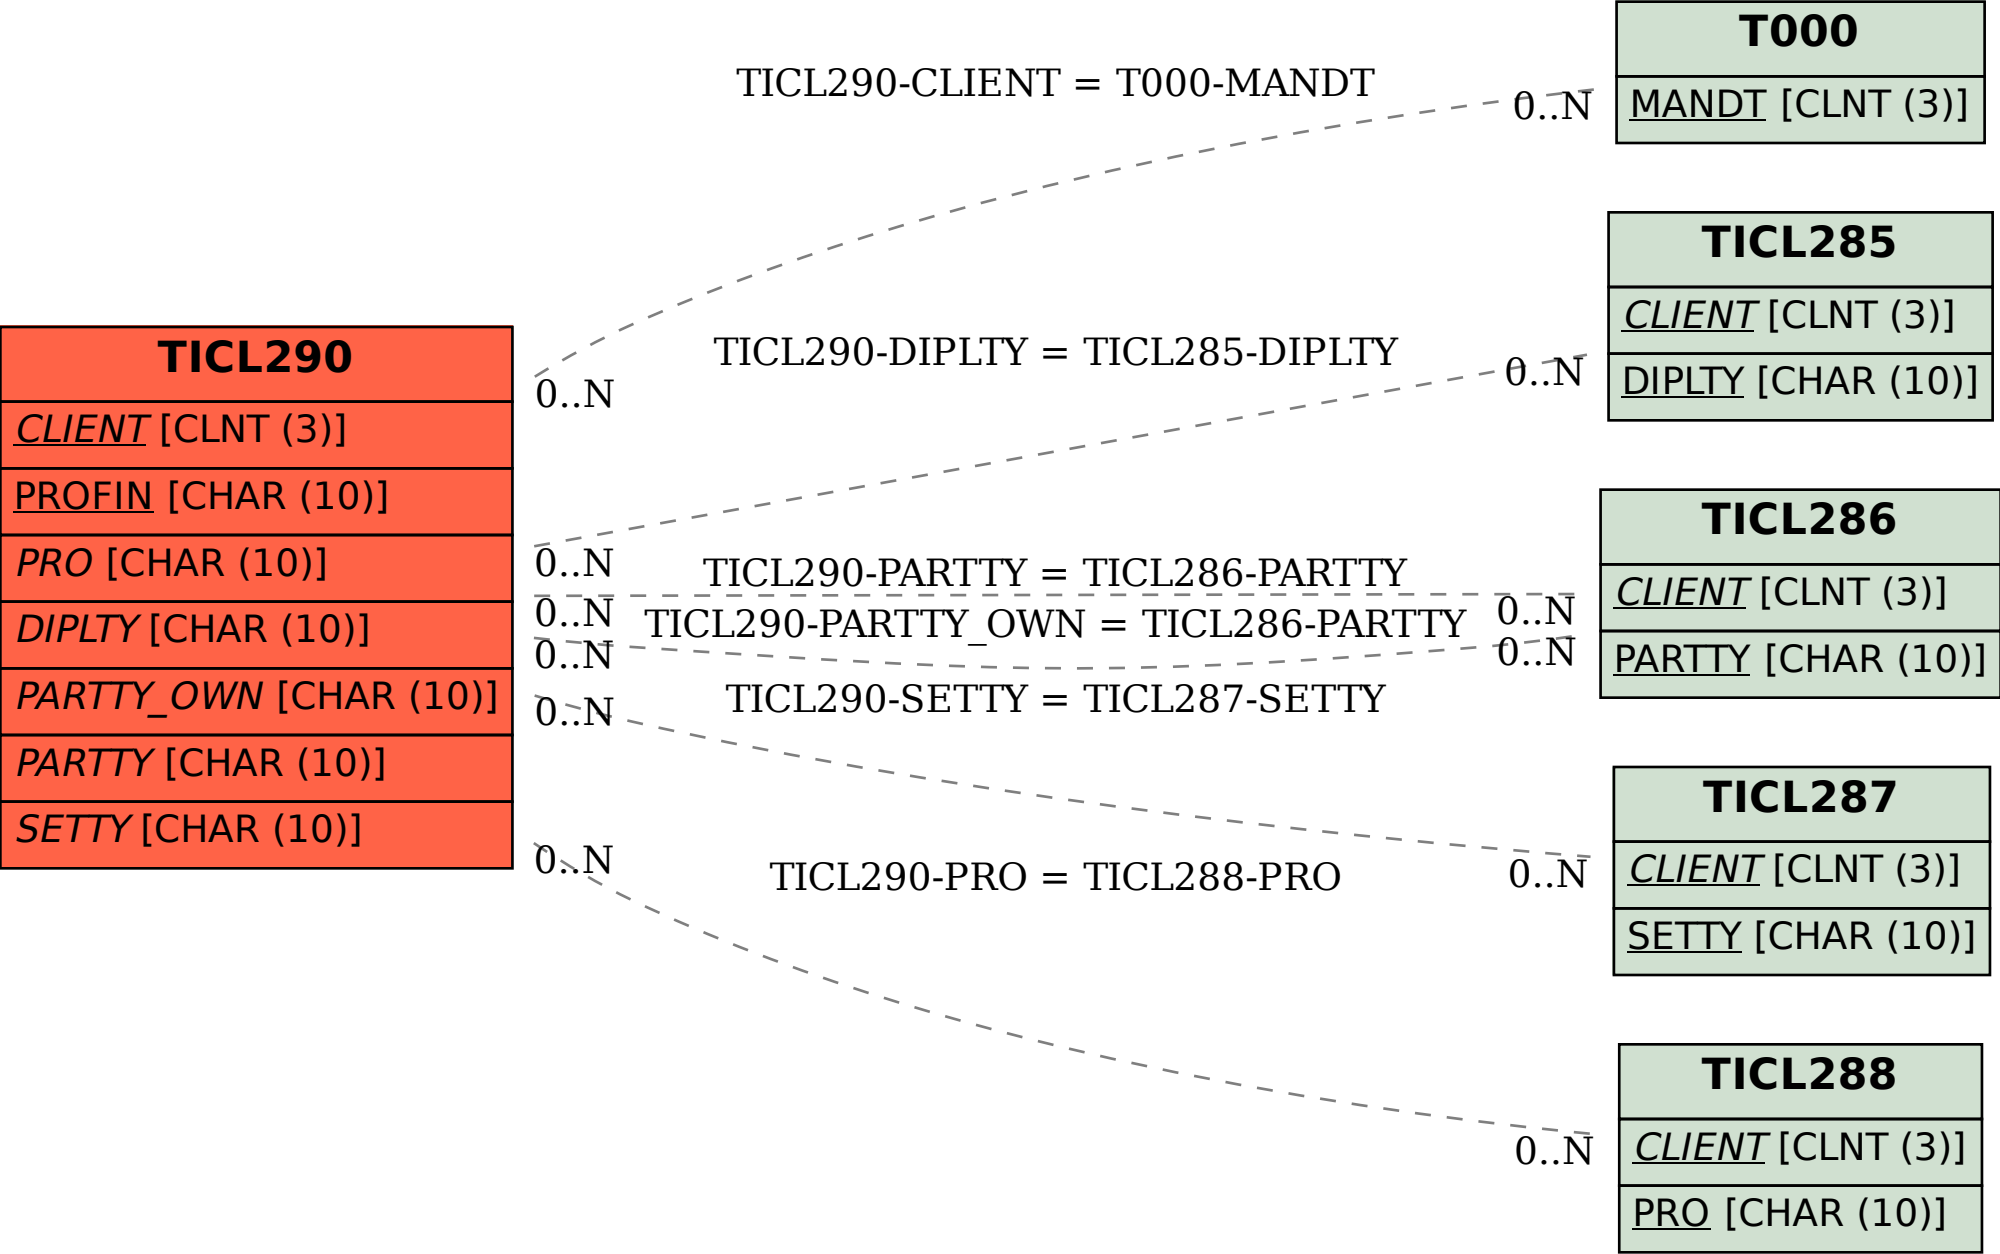 TICL290
CLIENT [CLNT (3)]
PROFIN [CHAR (10)]
PRO [CHAR (10)]
DIPLTY [CHAR (10)]
PARTTY_OWN [CHAR (10)]
PARTTY [CHAR (10)]
SETTY [CHAR (10)]
TICL290-CLIENT = T000-MANDT
0..N
0..N
TICL290-DIPLTY = TICL285-DIPLTY
0..N
0..N
TICL290-PARTTY = TICL286-PARTTY
0..N
0..N
TICL290-PARTTY_OWN = TICL286-PARTTY
0..N
0..N
TICL290-SETTY = TICL287-SETTY
0..N
0..N
TICL290-PRO = TICL288-PRO
0..N
0..N
T000
MANDT [CLNT (3)]
TICL285
CLIENT [CLNT (3)]
DIPLTY [CHAR (10)]
TICL286
CLIENT [CLNT (3)]
PARTTY [CHAR (10)]
TICL287
CLIENT [CLNT (3)]
SETTY [CHAR (10)]
TICL288
CLIENT [CLNT (3)]
PRO [CHAR (10)]